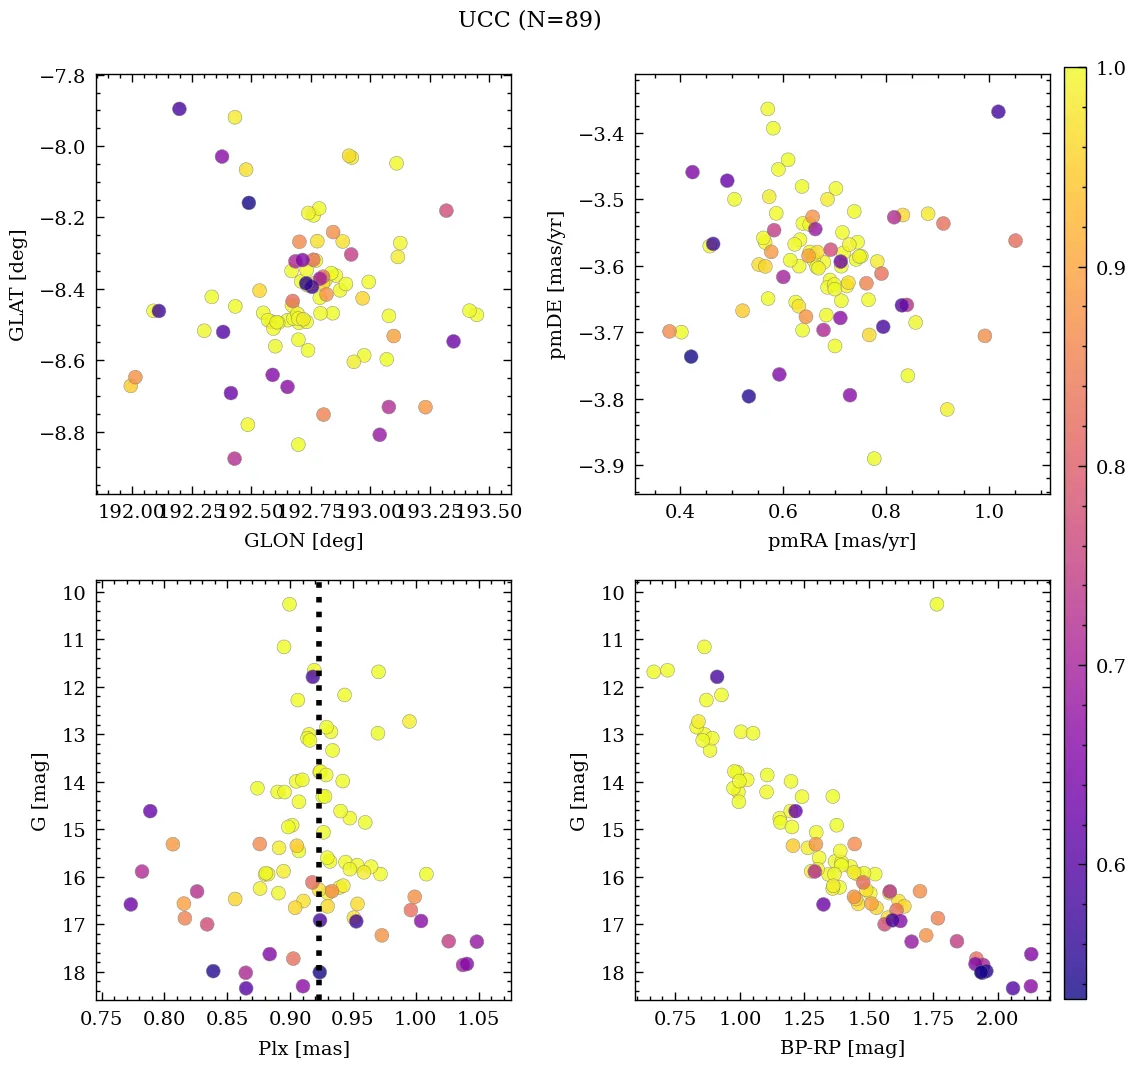 UCC (N=89)
−7.8
−8.0
−8.2
−8.4
−8.6
−8.8
GLAT [deg]
192.00 192.25 192.50 192.75 193.00 193.25 193.50
GLON [deg]
−3.4
−3.5
−3.6
−3.7
−3.8
−3.9
pmDE [mas/yr]
0.4 0.6 0.8 1.0
pmRA [mas/yr]
10
11
12
13
14
15
16
17
18
G [mag]
0.75 0.80 0.85 0.90 0.95 1.00 1.05
Plx [mas]
10
11
12
13
14
15
16
17
18
G [mag]
0.75 1.00 1.25 1.50 1.75 2.00
BP-RP [mag]
1.0
0.9
0.8
0.7
0.6